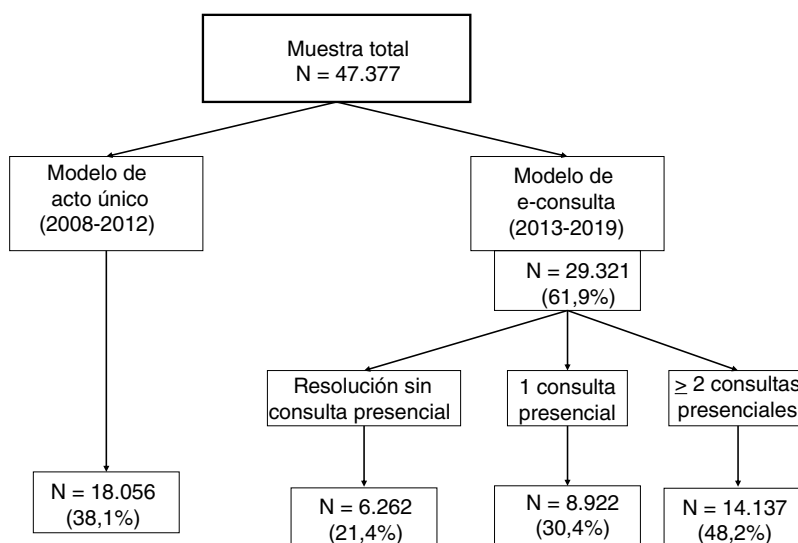 Muestra total
N = 47.377
Modelo de
acto único
(2008-2012)
Modelo de
e-consulta
(2013-2019)
N = 29.321
(61,9%)
Resolución sin
consulta presencial
1 consulta
presencial
≥ 2 consultas
presenciales
N = 18.056
(38,1%)
N = 6.262
(21,4%)
N = 8.922
(30,4%)
N = 14.137
(48,2%)